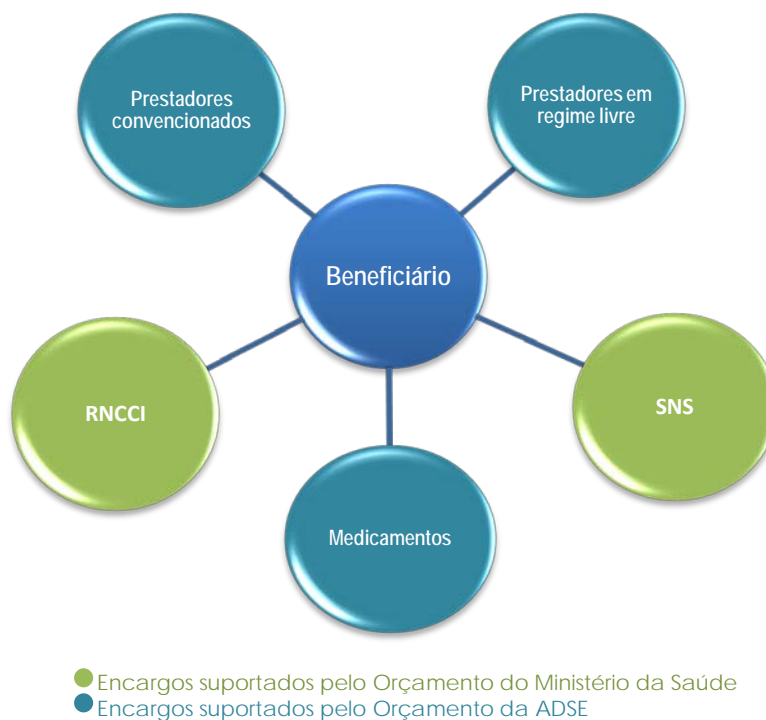 Prestadores
convencionados
Prestadores em
regime livre
Beneficiário
RNCCI
SNS
Medicamentos
Encargos suportados pelo Orçamento do Ministério da Saúde
Encargos suportados pelo Orçamento da ADSE